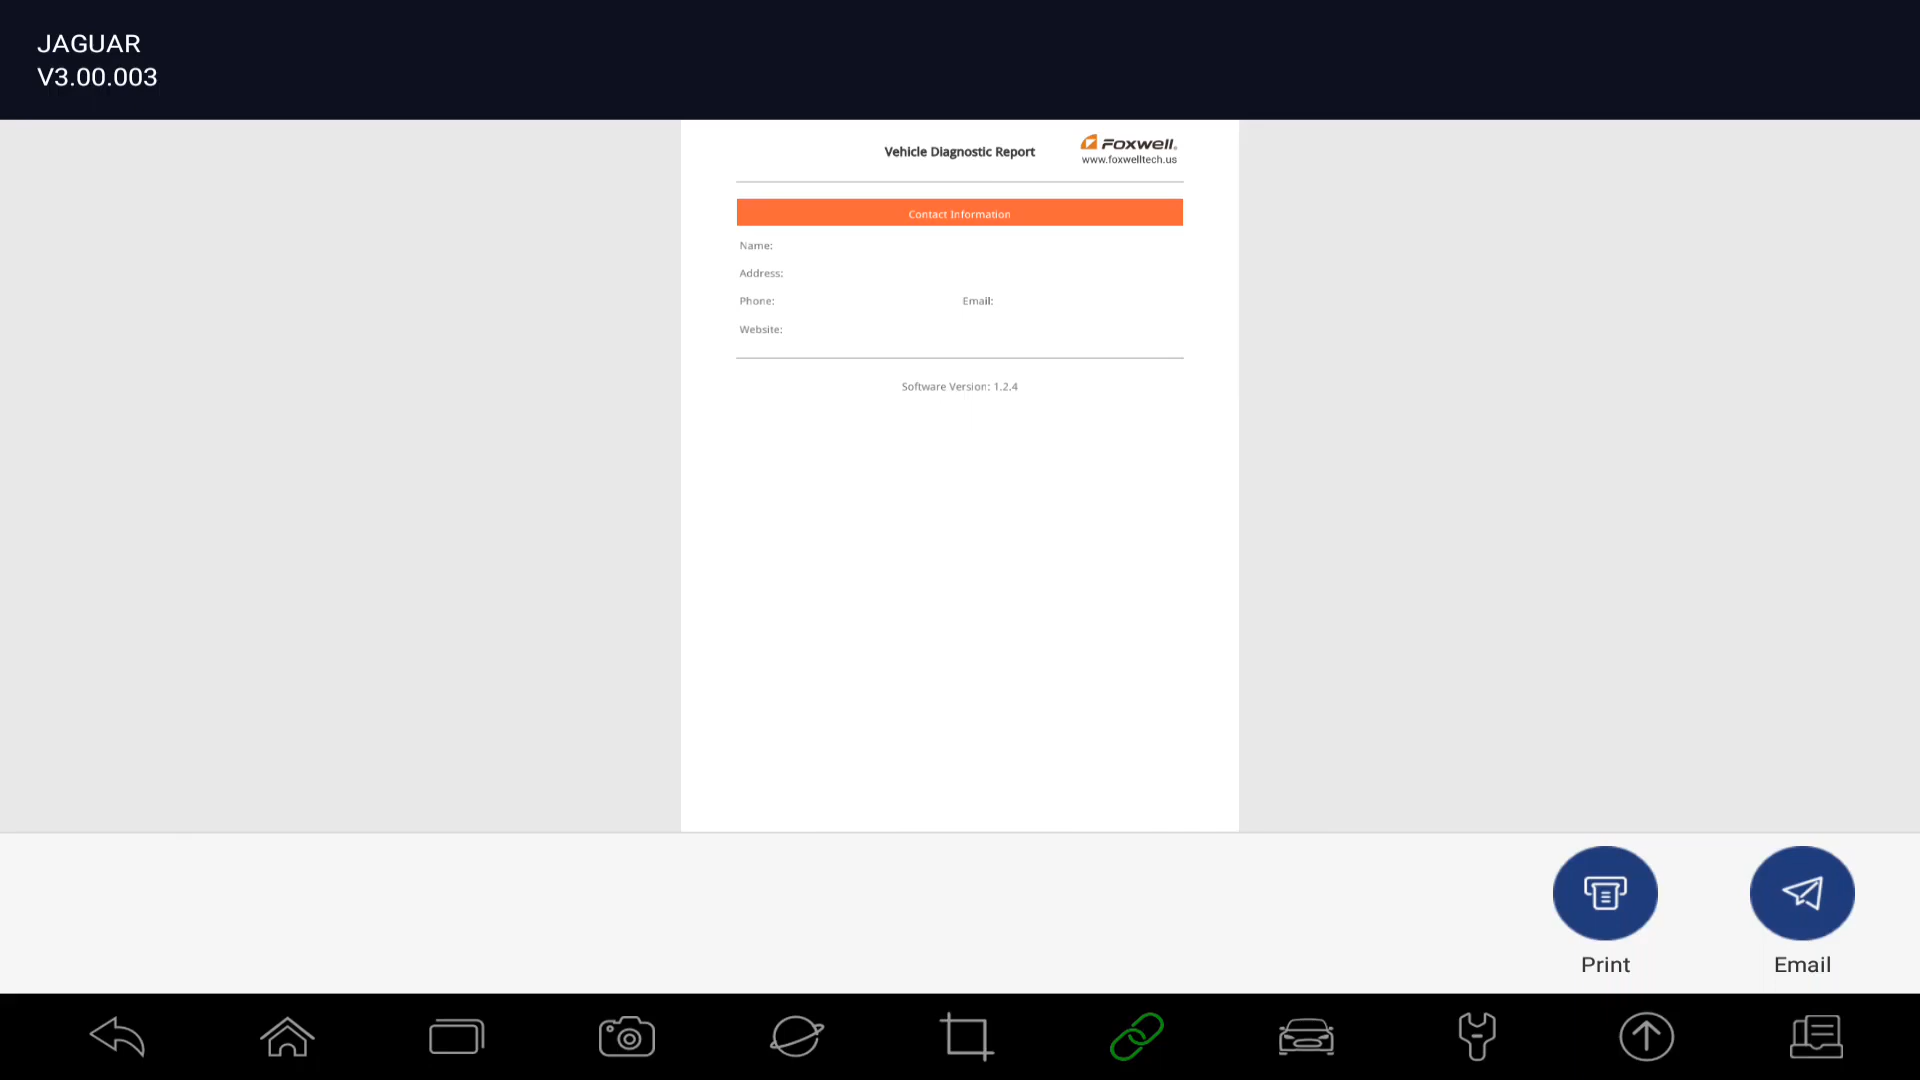 JAGUAR
V3.00.003
Vehicle Diagnostic Report
Foxwell®
www.foxwelltech.us
Contact Information
Name:
Address:
Phone: Email:
Website:
Software Version: 1.2.4
Print Email